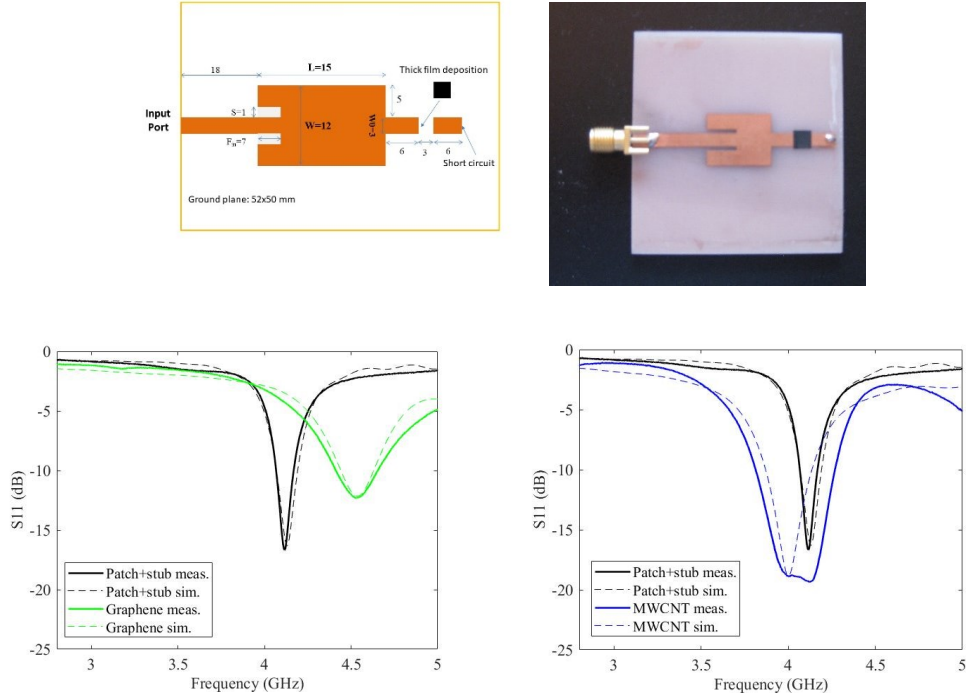 L=15
18
Thick film deposition
5
S=1
Input
Port
W=12
W0=3
Fn=7
6
3
6
Short circuit
Ground plane: 52x50 mm
0
-5
-10
-15
-20
-25
S11 (dB)
Patch+stub meas.
Patch+stub sim.
Graphene meas.
Graphene sim.
3
3.5
4
4.5
5
Frequency (GHz)
0
-5
-10
-15
-20
-25
S11 (dB)
Patch+stub meas.
Patch+stub sim.
MWCNT meas.
MWCNT sim.
3
3.5
4
4.5
5
Frequency (GHz)